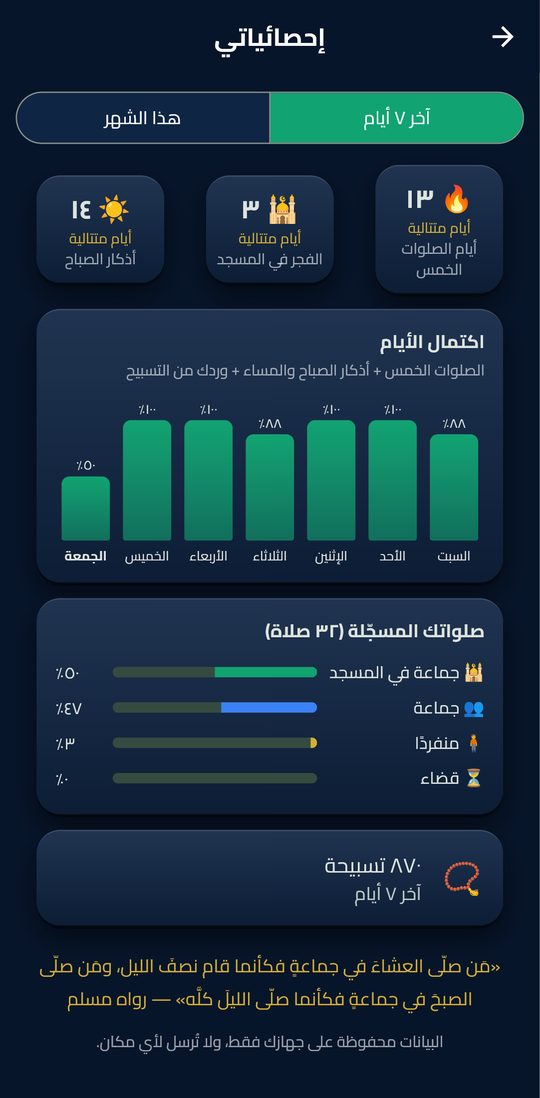 إحصائياتي
آخر ٧ أيام
هذا الشهر
١٣
أيام متتالية
أيام الصلوات
الخمس
٣
أيام متتالية
الفجر في المسجد
١٤
أيام متتالية
أذكار الصباح
اكتمال الأيام
الصلوات الخمس + أذكار الصباح والمساء + وردك من التسبيح
٪٨٨ ٪١٠٠ ٪١٠٠ ٪٨٨ ٪١٠٠ ٪١٠٠ ٪٥٠
السبت الأحد الإثنين الثلاثاء الأربعاء الخميس الجمعة
صلواتك المسجّلة (٣٢ صلاة)
جماعة في المسجد ٪٥٠
جماعة ٪٤٧
منفردًا ٪٣
قضاء ٪٠
٨٧٠ تسبيحة
آخر ٧ أيام
«مَن صلّى العشاءَ في جماعةٍ فكأنما قام نصفَ الليل، ومَن صلّى
الصبحَ في جماعةٍ فكأنما صلّى الليلَ كلَّه» — رواه مسلم
البيانات محفوظة على جهازك فقط، ولا تُرسل لأي مكان.